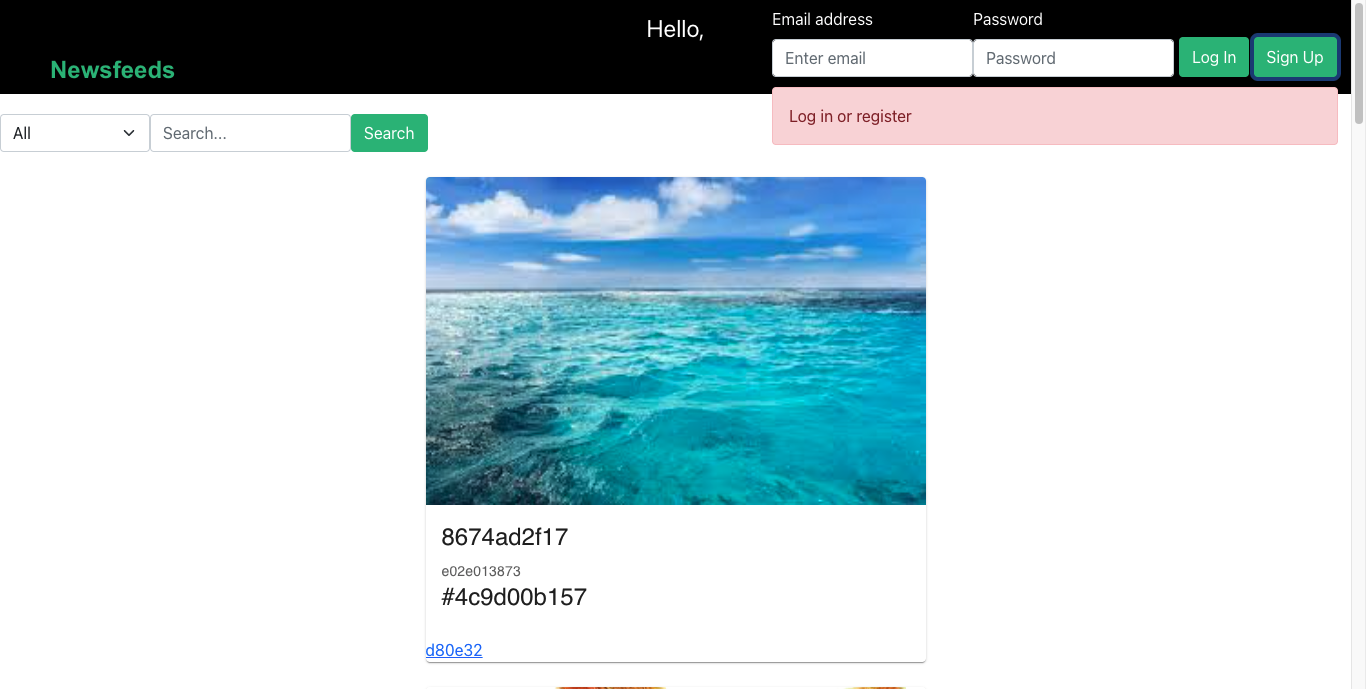 Hello,
Email address
Password
Newsfeeds
Enter email
Password
Log In
Sign Up
Log in or register
All
Search...
Search
8674ad2f17
e02e013873
#4c9d00b157
d80e32